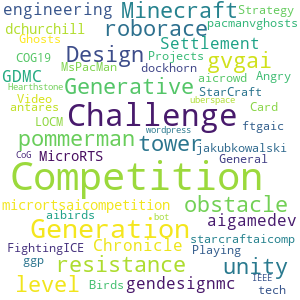 engineering Minecraft Strategy
pacmanvghosts
dchurchill roborace
Ghosts Settlement
COG19 Design gvgai
MsPacMan Projects
GDMC dockhorn aicrowd Angry
Hearthstone Generative StarCraft
Video uberspace Card
antares Challenge
LOCM ftgaic
pommerman wordpress
CoG MicroRTS tower jakubkowalski
General
Competition
micrortsaicompetition obstacle
aibirds aigamedev
Generation .bot
starcraftaicomp
FightingICE Chronicle Playing
ggp resistance unity
IEEE
level Birds gendesignmc tech